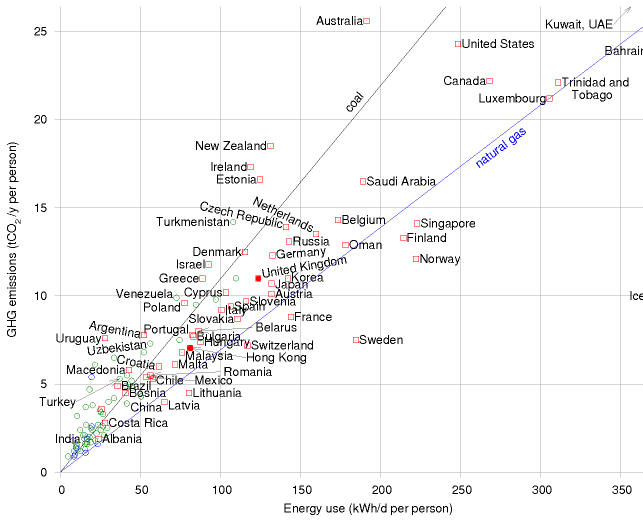 25
20
15
10
5
0
GHG emissions (tCO2/y per person)
Australia
Kuwait, UAE
United States
Bahrain
Canada
Trinidad and
Tobago
Luxembourg
coal
natural gas
New Zealand
Ireland
Estonia
Saudi Arabia
Netherlands
Czech Republic
Turkmenistan
Belgium
Singapore
Russia
Oman
Finland
Denmark
Germany
Norway
Israel
United Kingdom
Greece
Korea
Japan
Venezuela
Cyprus
Austria
Slovenia
Poland
Spain
Italy
France
Argentina
Portugal
Belarus
Uruguay
Bulgaria
Sweden
Uzbekistan
Hungary
Switzerland
Malaysia
Hong Kong
Croatia
Malta
Macedonia
Romania
Chile
Mexico
Brazil
Bosnia
Lithuania
Turkey
China
Latvia
Costa Rica
India
Albania
Ice
0 50 100 150 200 250 300 350
Energy use (kWh/d per person)